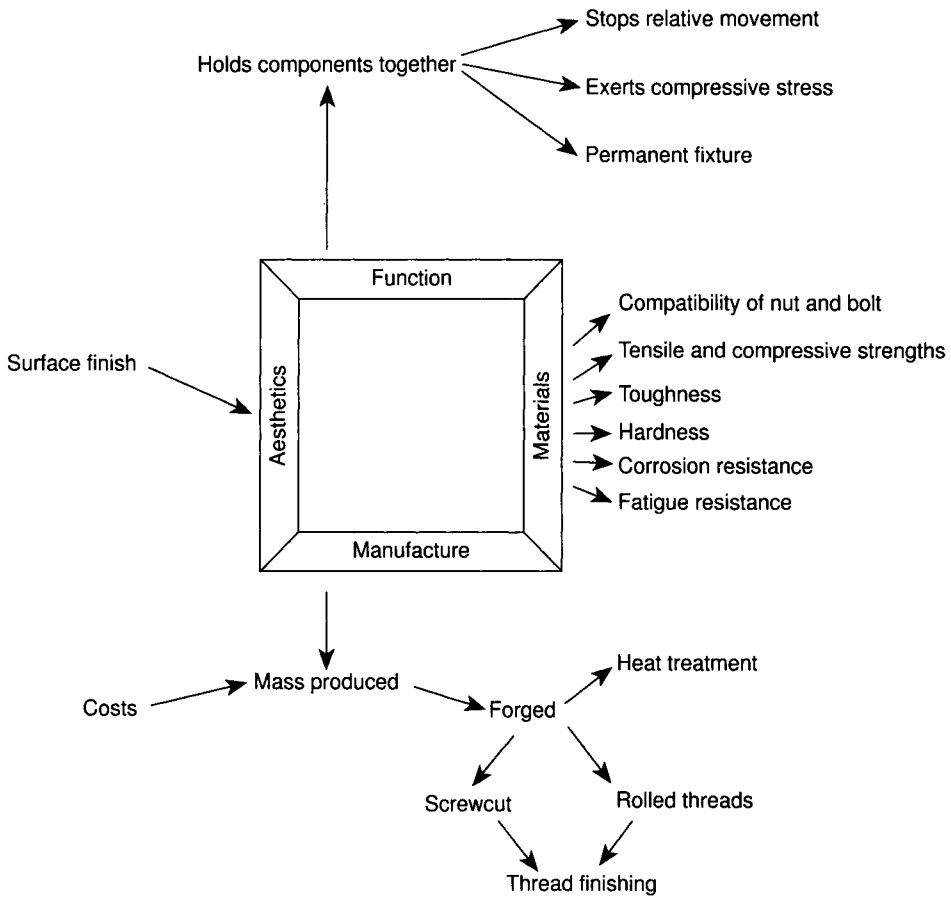 Stops relative movement
Holds components together
Exerts compressive stress
Permanent fixture
Function
Compatibility of nut and bolt
Tensile and compressive strengths
Surface finish
Aesthetics
Materials
Toughness
Hardness
Corrosion resistance
Fatigue resistance
Manufacture
Heat treatment
Mass produced
Costs
Forged
Screwcut
Rolled threads
Thread finishing